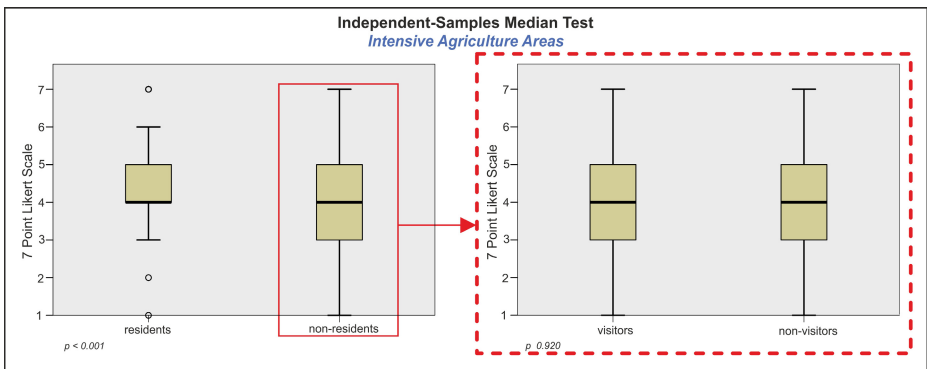 Independent-Samples Median Test
Intensive Agriculture Areas
7 Point Likert Scale
7
6
5
4
3
2
1
residents
non-residents
p < 0.001
7 Point Likert Scale
7
6
5
4
3
2
1
visitors
non-visitors
p 0.920